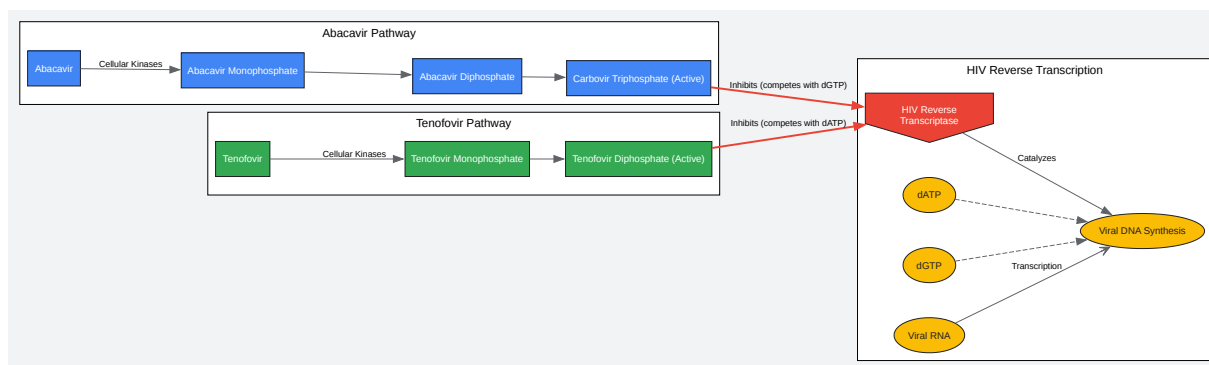 Abacavir Pathway
Abacavir
Cellular Kinases
Abacavir Monophosphate
Abacavir Diphosphate
Carbovir Triphosphate (Active)
Inhibits (competes with dGTP)
Tenofovir Pathway
Tenofovir
Cellular Kinases
Tenofovir Monophosphate
Tenofovir Diphosphate (Active)
Inhibits (competes with dATP)
HIV Reverse Transcription
HIV Reverse
Transcriptase
Catalyzes
dATP
Viral DNA Synthesis
dGTP
Transcription
Viral RNA